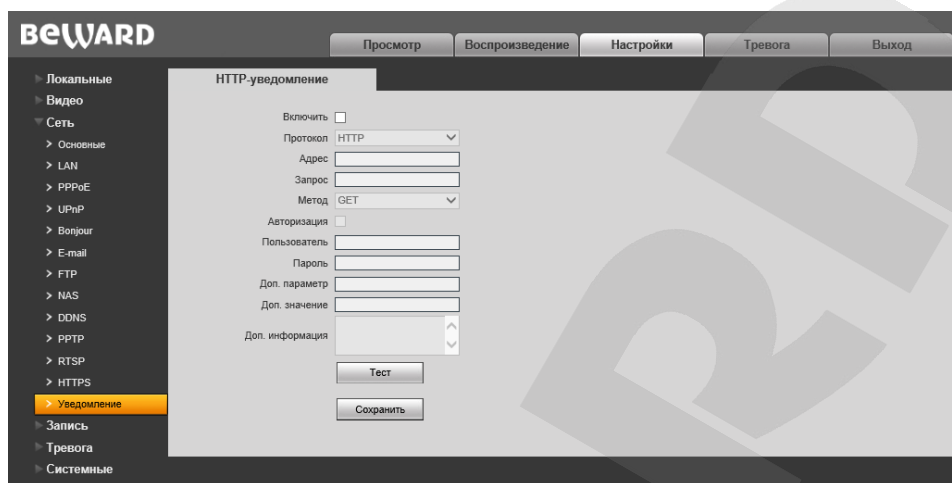 BEWARD
Просмотр
Воспроизведение
Настройки
Тревога
Выход
Локальные
Видео
Сеть
Основные
LAN
PPPoE
UPnP
Bonjour
E-mail
FTP
NAS
DDNS
PPTP
RTSP
HTTPS
Уведомление
Запись
Тревога
Системные
HTTP-уведомление
Включить
Протокол HTTP
Адрес
Запрос
Метод GET
Авторизация
Пользователь
Пароль
Доп. параметр
Доп. значение
Доп. информация
Тест
Сохранить